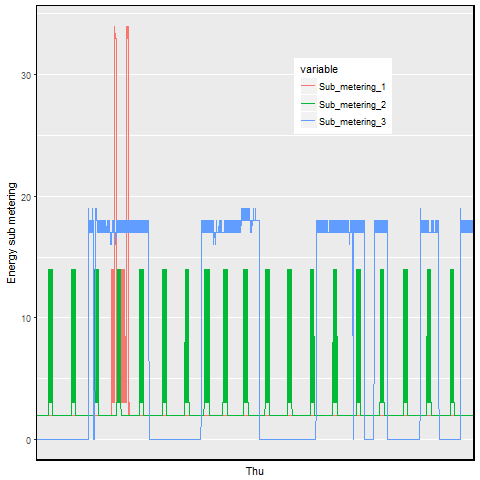 variable
Sub_metering_1
Sub_metering_2
Sub_metering_3
30
20
10
0
Energy sub metering
Thu